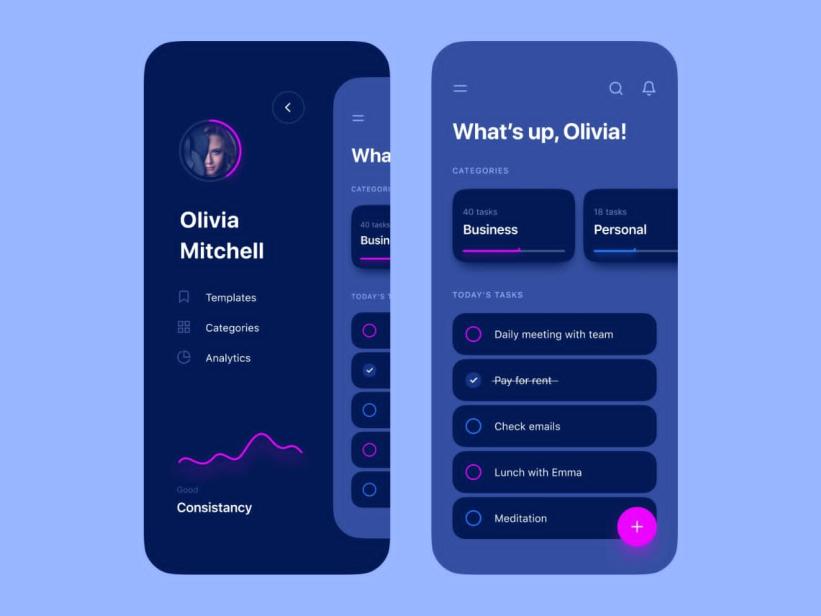 Olivia
Mitchell
Templates
Categories
Analytics
Good
Consistancy
Wha
CATEGORI
40 tasks
Busin
TODAY'S T
What's up, Olivia!
CATEGORIES
40 tasks
Business
18 tasks
Personal
TODAY'S TASKS
Daily meeting with team
Pay for rent
Check emails
Lunch with Emma
Meditation